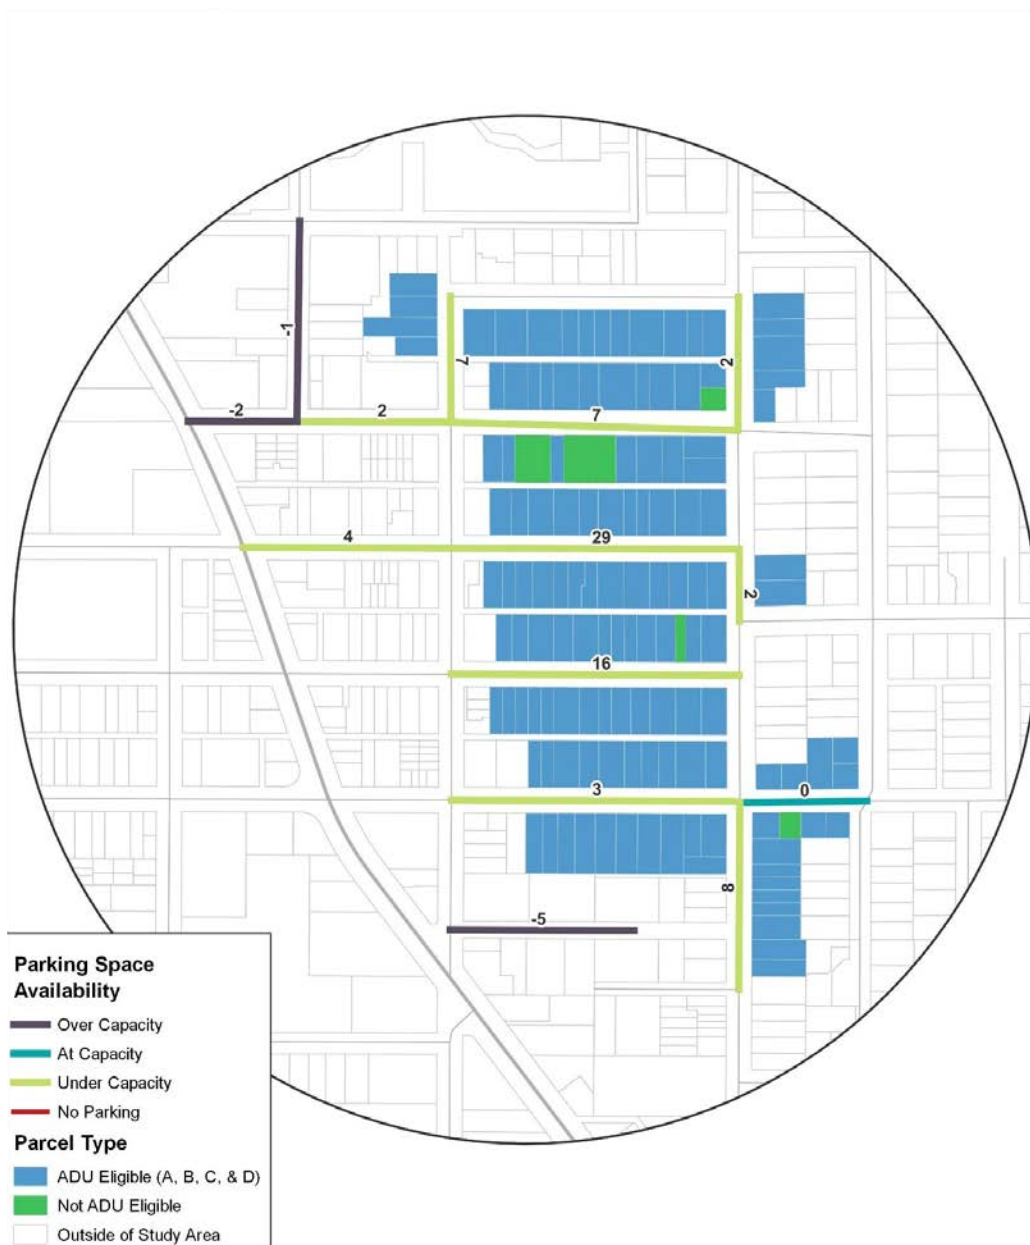 -1
7
2
-2
2
7
4
29
2
16
3
0
8
-5
Parking Space
Availability
Over Capacity
At Capacity
Under Capacity
No Parking
Parcel Type
ADU Eligible (A, B, C, & D)
Not ADU Eligible
Outside of Study Area